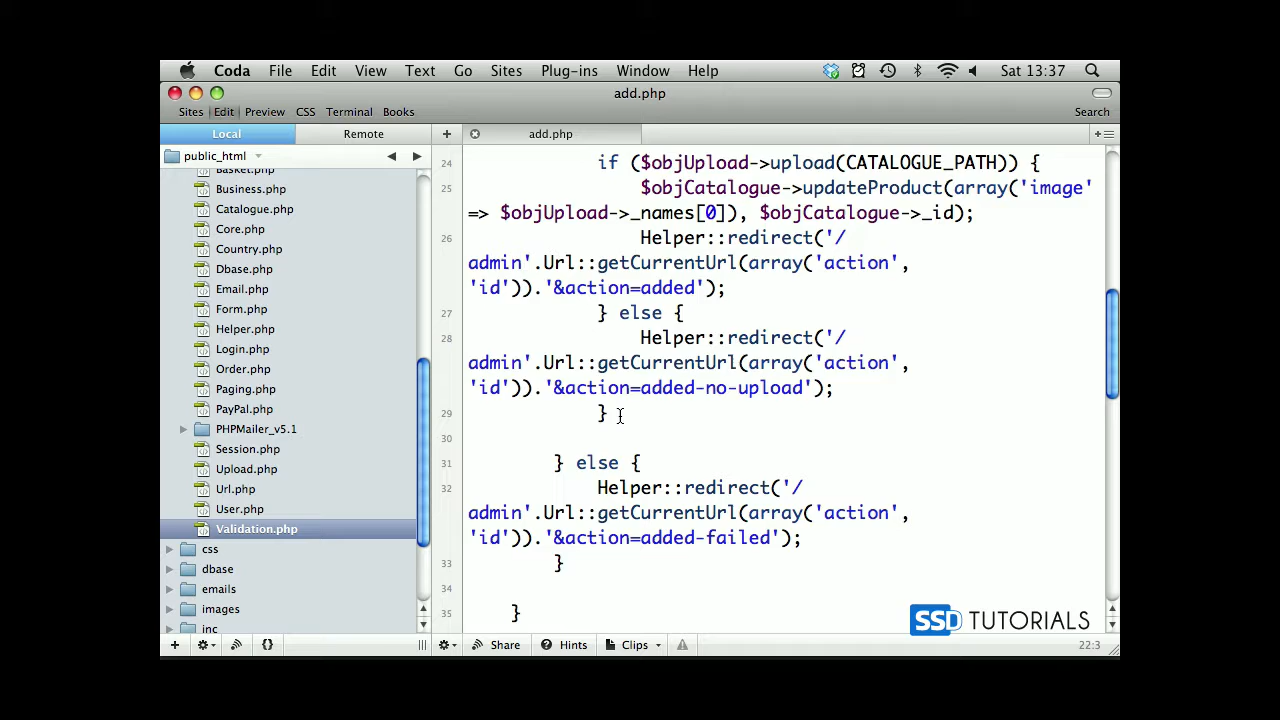 Coda File Edit View Text Go Sites Plug-ins Window Help Sat 13:37
add.php
Sites Edit Preview CSS Terminal Books Search
Local Remote + add.php
public_html
Basket.php
Business.php
Catalogue.php
Core.php
Country.php
Dbase.php
Email.php
Form.php
Helper.php
Login.php
Order.php
Paging.php
PayPal.php
PHPMailer_v5.1
Session.php
Upload.php
Url.php
User.php
Validation.php
css
dbase
emails
images
inc
24 if ($objUpload->upload(CATALOGUE_PATH)) {
25 $objCatalogue->updateProduct(array('image'
=> $objUpload->_names[0]), $objCatalogue->_id);
26 Helper::redirect('/
admin'.Url::getCurrentUrl(array('action',
'id')).'&action=added');
27 } else {
28 Helper::redirect('/
admin'.Url::getCurrentUrl(array('action',
'id')).'&action=added-no-upload');
29 }
30
31 } else {
32 Helper::redirect('/
admin'.Url::getCurrentUrl(array('action',
'id')).'&action=added-failed');
33 }
34
35 }
SSD TUTORIALS
Share Hints Clips 22:3